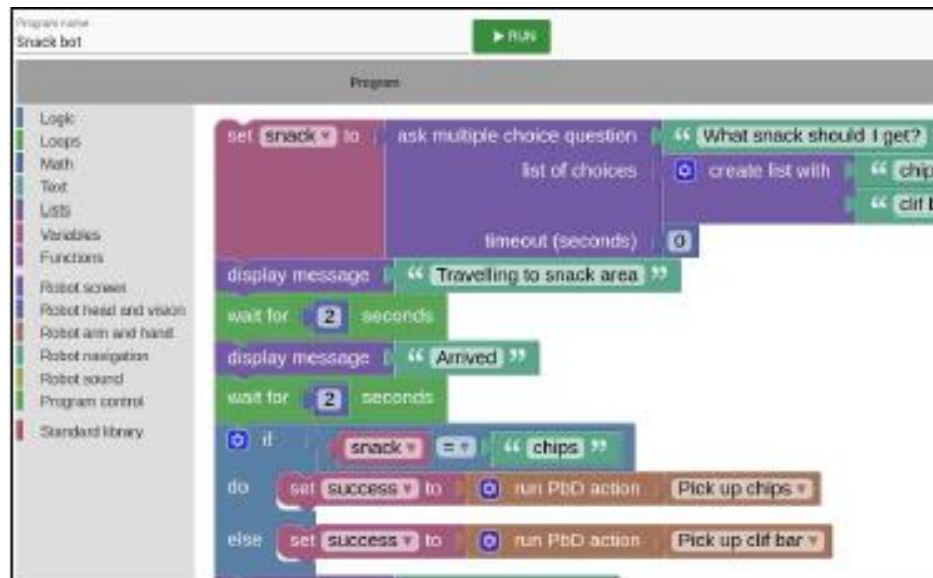 Program name
Snack bot
RUN
Program
Logic
Loops
Math
Text
Lists
Variables
Functions
Robot screen
Robot head and vision
Robot arm and hand
Robot navigation
Robot sound
Program control
Standard library
set snack to ask multiple choice question “ What snack should I get?
list of choices create list with “ chip
“ clif b
timeout (seconds) 0
display message “ Travelling to snack area ”
wait for 2 seconds
display message “ Arrived ”
wait for 2 seconds
if snack = “ chips ”
do set success to run PbD action Pick up chips
else set success to run PbD action Pick up clif bar